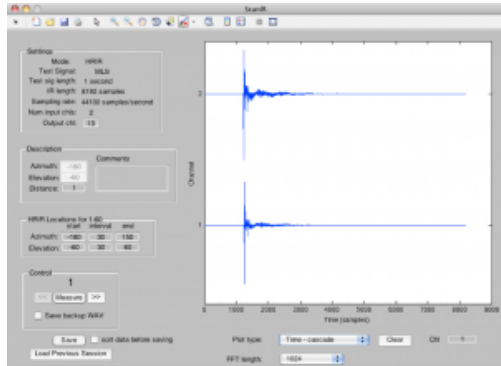 ScanIR
Settings
Mode: HRIR
Test Signal: MLS
Test sig length: 1 second
IR length: 8192 samples
Sampling rate: 44100 samples/second
Num input chls: 2
Output chl: 15
Description
Azimuth: -180
Elevation: -60
Distance: 1
Comments
HRIR Locations for 1-60
start interval end
Azimuth: -180 30 150
Elevation: -60 30 60
Control
1
<< Measure >>
Save backup WAV
Save sort data before saving
Load Previous Session
Channel
2
1
0 1000 2000 3000 4000 5000 6000 7000 8000 9000
Time (samples)
Plot type: Time - cascade Clear Ch 1
FFT length: 1024